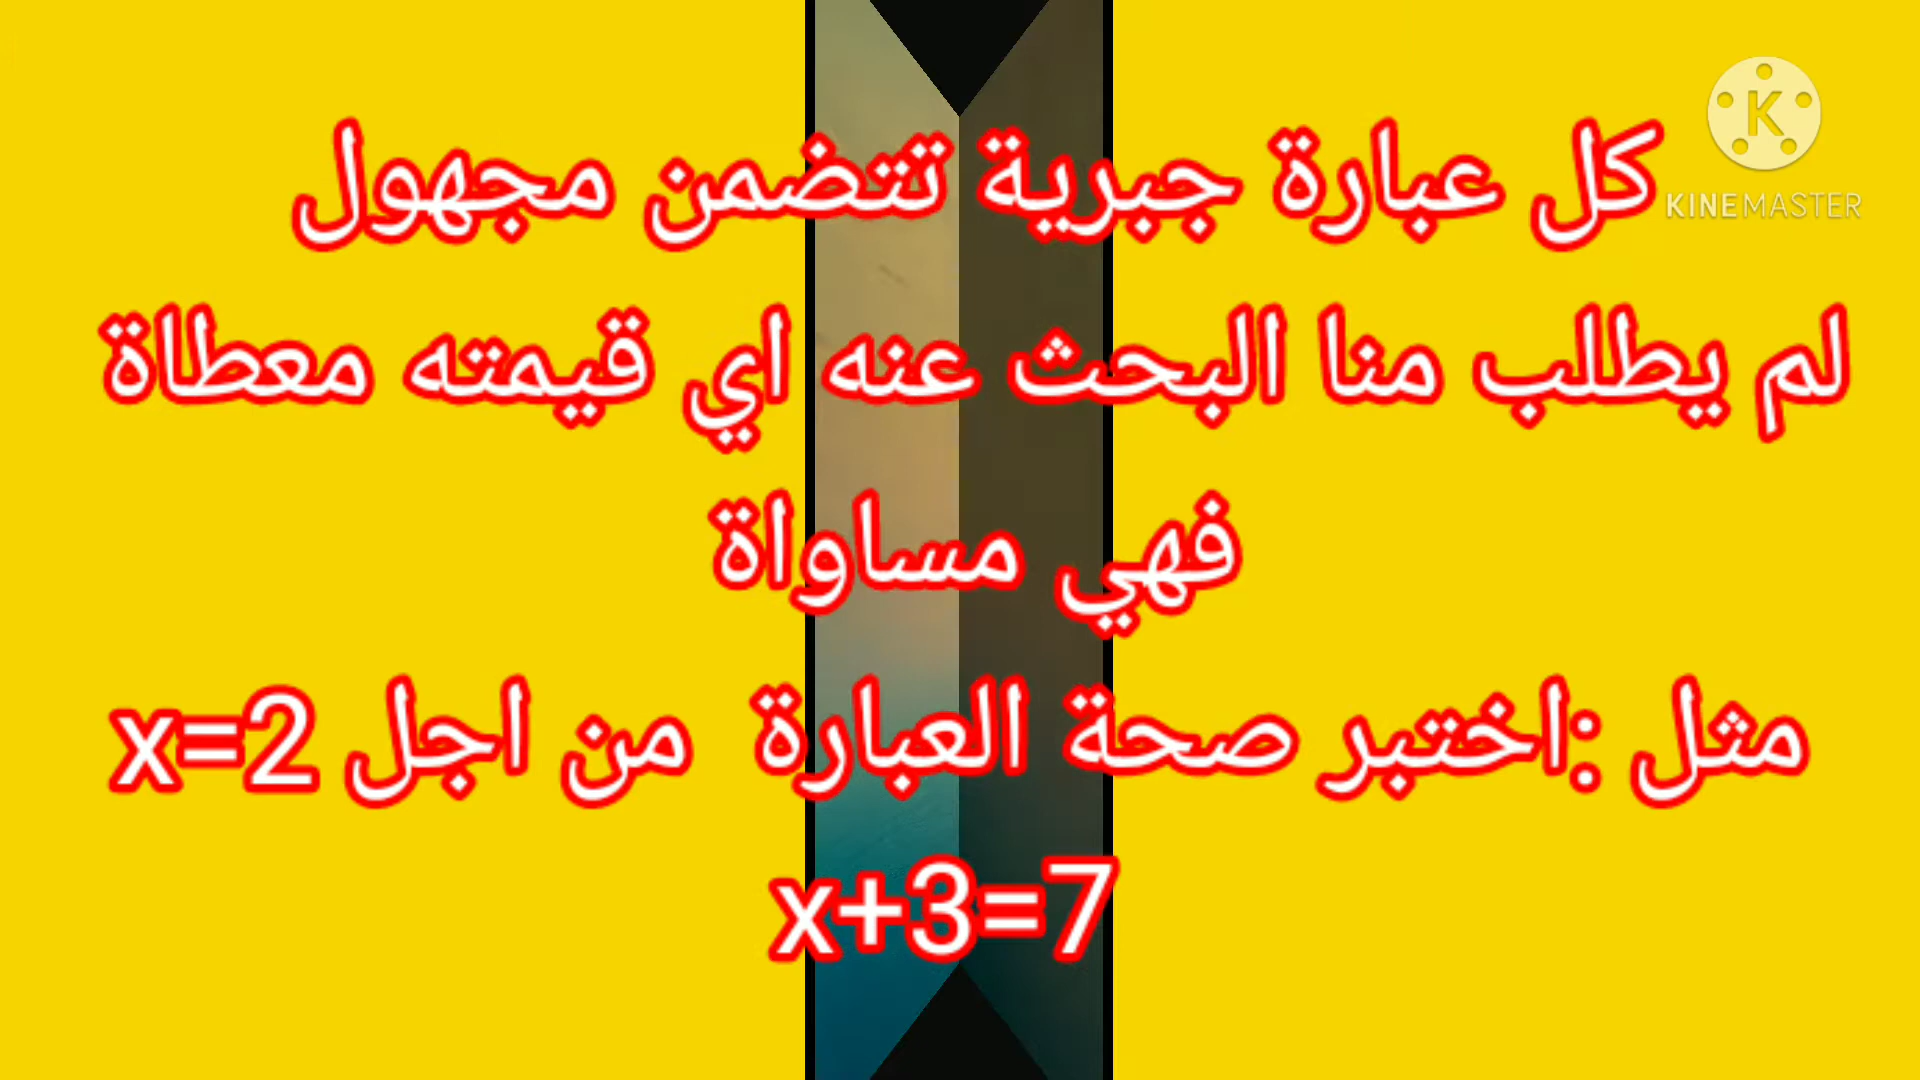 كل عبارة جبرية تتضمن مجهول
لم يطلب منا البحث عنه اي قيمته معطاة
فهي مساواة
مثل :اختبر صحة العبارة من اجل x=2
x+3=7
K
KINEMASTER